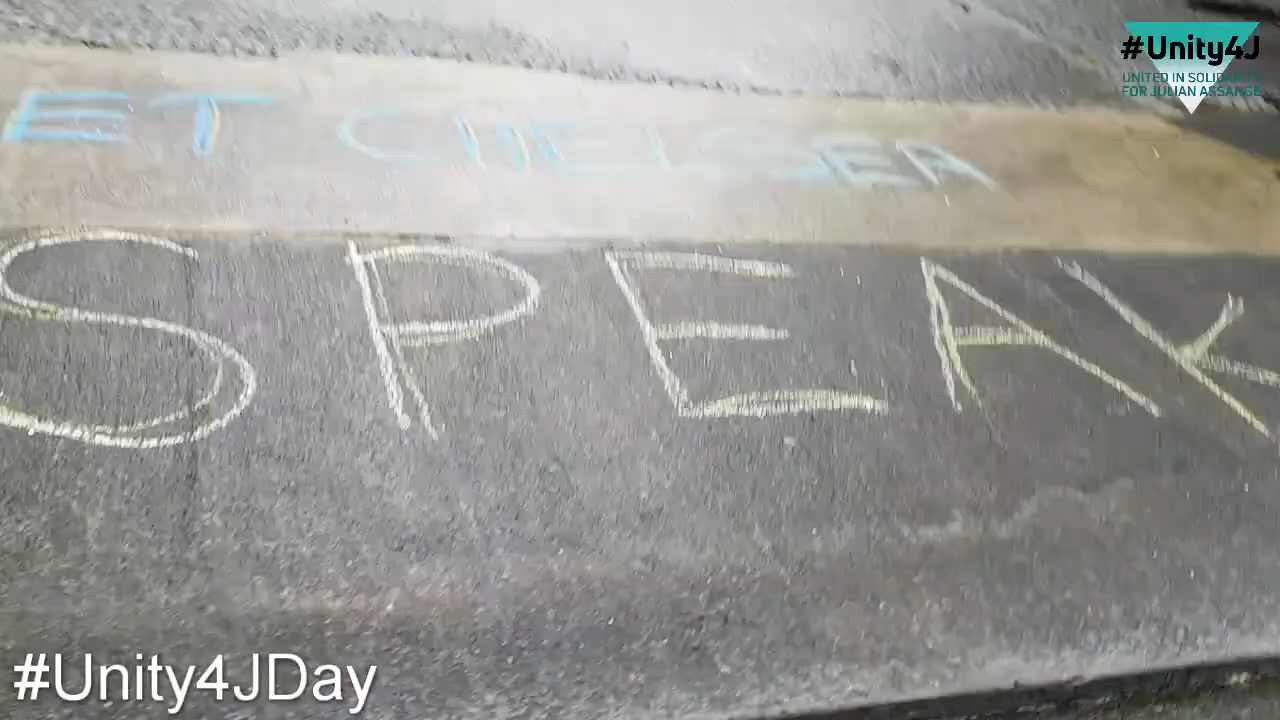 #Unity4J
UNITED IN SOLIDARITY
FOR JULIAN ASSANGE
ET CHELSEA
SPEAK
#Unity4JDay